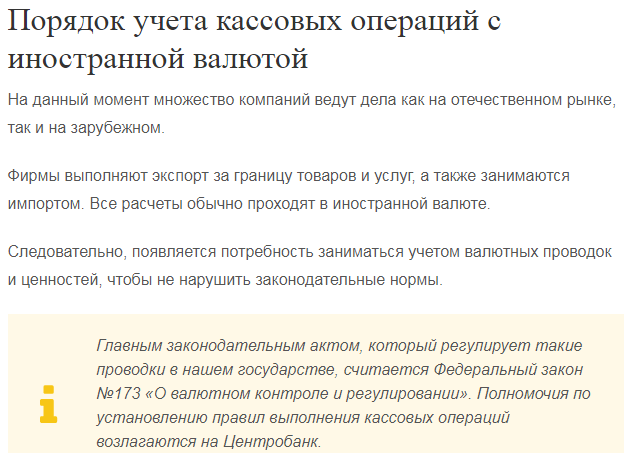 Порядок учета кассовых операций с
иностранной валютой
На данный момент множество компаний ведут дела как на отечественном рынке,
так и на зарубежном.
Фирмы выполняют экспорт за границу товаров и услуг, а также занимаются
импортом. Все расчеты обычно проходят в иностранной валюте.
Следовательно, появляется потребность заниматься учетом валютных проводок
и ценностей, чтобы не нарушить законодательные нормы.
Главным законодательным актом, который регулирует такие
проводки в нашем государстве, считается Федеральный закон
№173 «О валютном контроле и регулировании». Полномочия по
установлению правил выполнения кассовых операций
возлагаются на Центробанк.